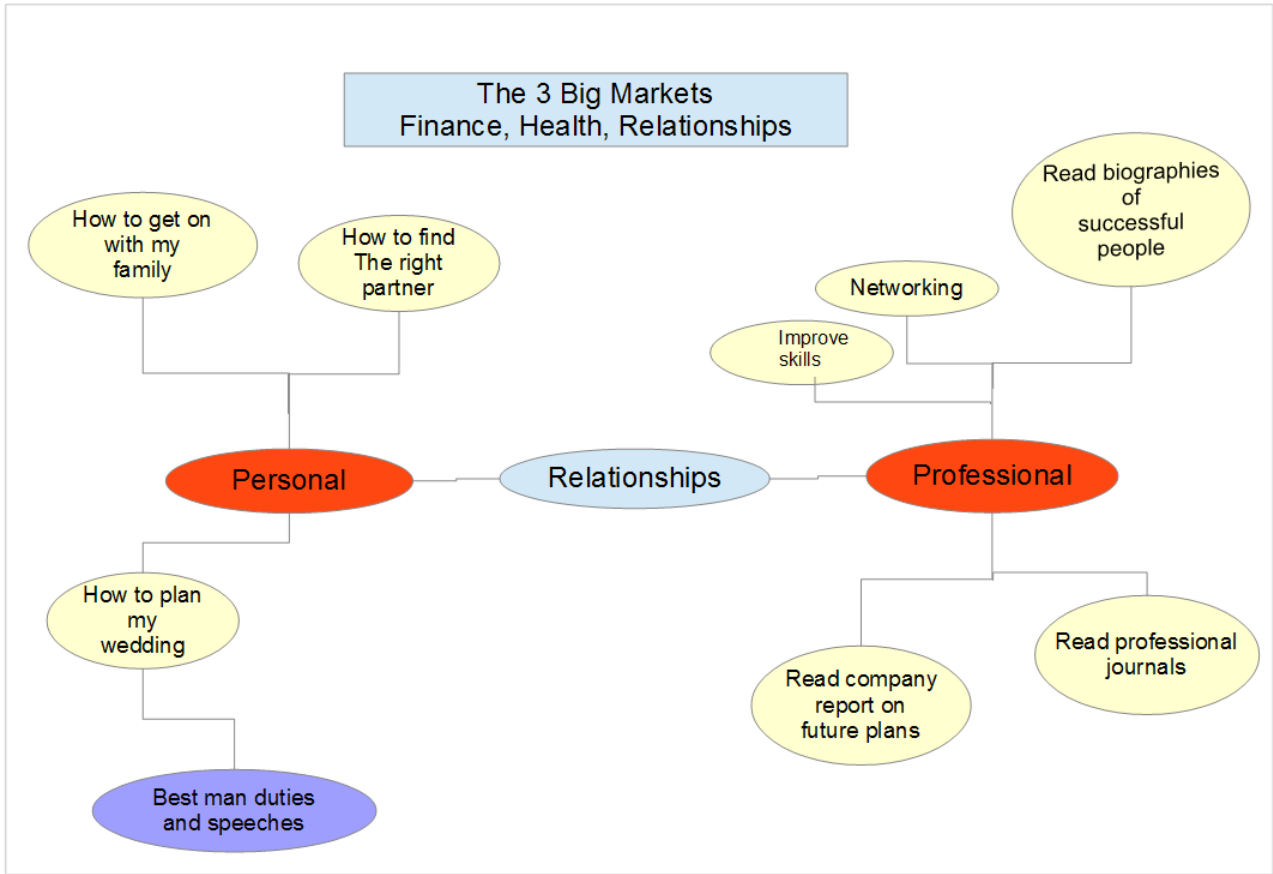 The 3 Big Markets
Finance, Health, Relationships
How to get on
with my
family
How to find
The right
partner
Improve
skills
Networking
Read biographies
of
successful
people
Personal
Relationships
Professional
How to plan
my
wedding
Best man duties
and speeches
Read company
report on
future plans
Read professional
journals